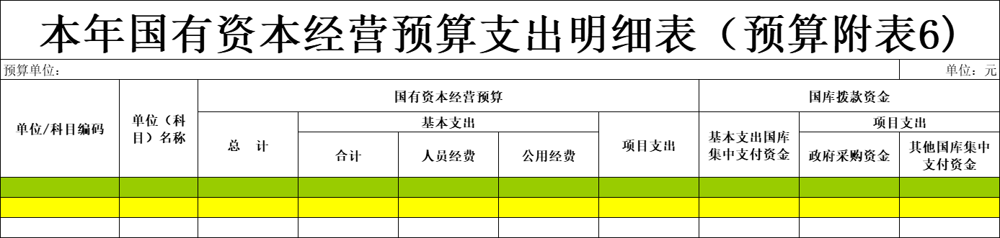 本年国有资本经营预算支出明细表（预算附表6）
预算单位：
单位：元
单位/科目编码
单位（科
目）名称
国有资本经营预算
国库拨款资金
总　计
基本支出
项目支出
基本支出国库
集中支付资金
项目支出
合计
人员经费
公用经费
政府采购资金
其他国库集中
支付资金